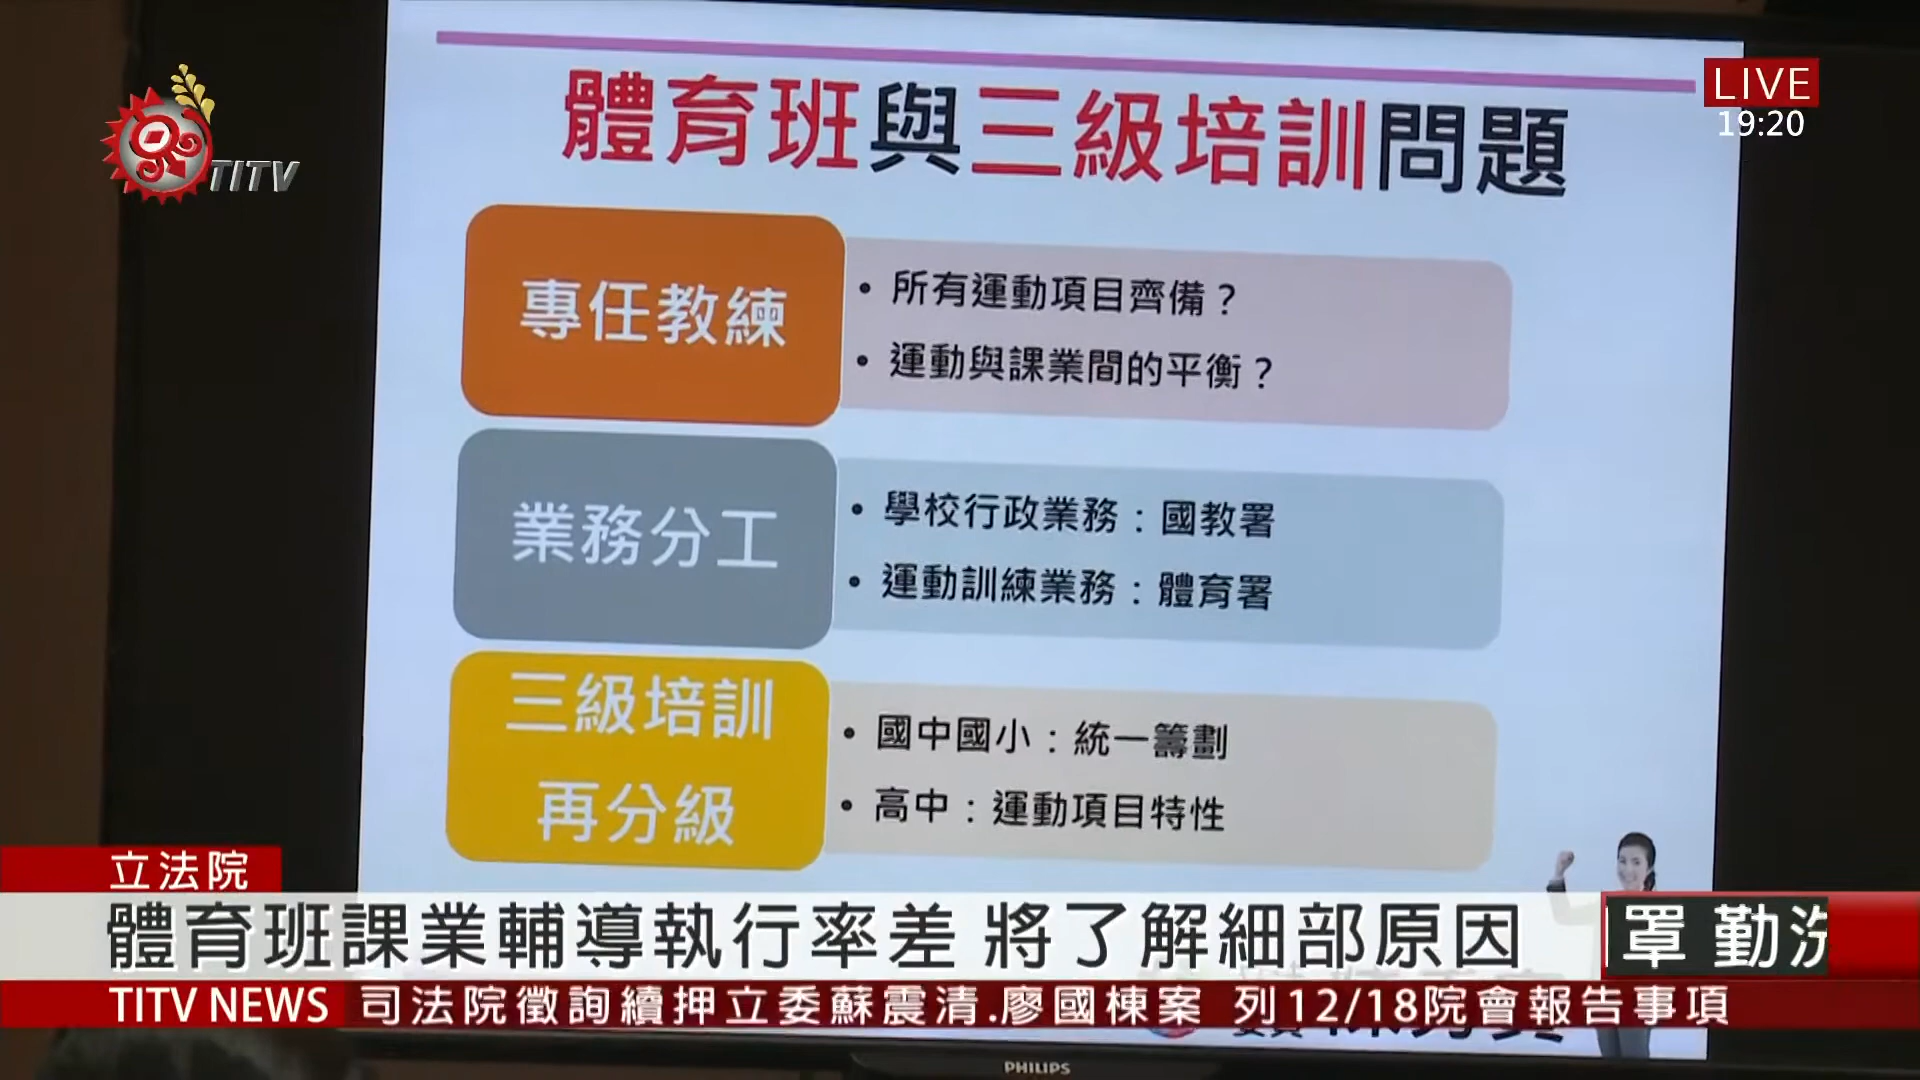 TITV
LIVE
19:20
體育班與三級培訓問題
專任教練
• 所有運動項目齊備？
• 運動與課業間的平衡？
業務分工
• 學校行政業務：國教署
• 運動訓練業務：體育署
三級培訓
再分級
• 國中國小：統一籌劃
• 高中：運動項目特性
立法院
體育班課業輔導執行率差 將了解細部原因
罩 勤
TITV NEWS 司法院徵詢續押立委蘇震清.廖國棟案 列12/18院會報告事項
PHILIPS